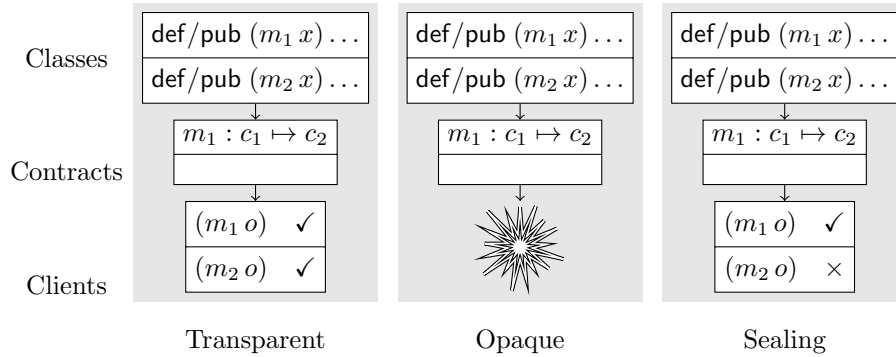 Classes
def/pub (m₁ x) …
def/pub (m₂ x) …
def/pub (m₁ x) …
def/pub (m₂ x) …
def/pub (m₁ x) …
def/pub (m₂ x) …
Contracts
m₁ : c₁ ↦ c₂
m₁ : c₁ ↦ c₂
m₁ : c₁ ↦ c₂
Clients
(m₁ o) ✓
(m₂ o) ✓
(m₁ o) ✓
(m₂ o) ×
Transparent
Opaque
Sealing